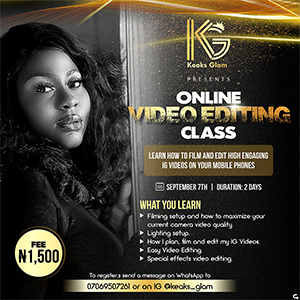 KG
Keaks Glam
PRESENTS
ONLINE
VIDEO EDITING
CLASS
LEARN HOW TO FILM AND EDIT HIGH ENGAGING
IG VIDEOS ON YOUR MOBILE PHONES
SEPTEMBER 7TH | DURATION: 2 DAYS
WHAT YOU LEARN
Filming setup and how to maximize your
current camera video quality.
Lighting setup.
How I plan, film and edit my IG Videos.
Easy Video Editing.
Special effects video editing.
FEE
₦1,500
To register,s send a message on WhatsApp to
07069507261 or on IG @keaks_glam